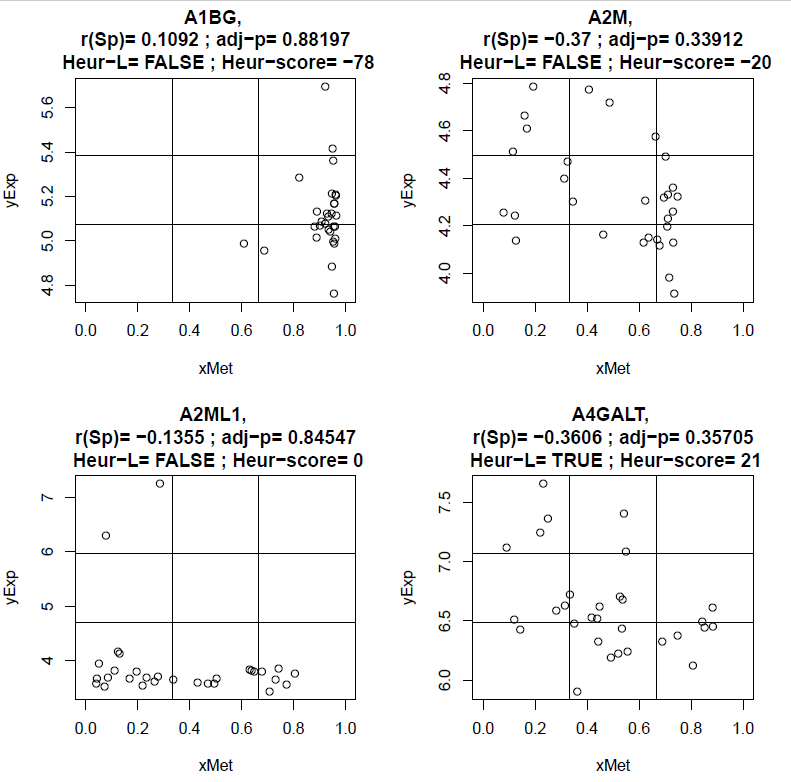 A1BG,
r(Sp)= 0.1092 ; adj−p= 0.88197
Heur−L= FALSE ; Heur−score= −78
yExp
5.6
5.4
5.2
5.0
4.8
0.0 0.2 0.4 0.6 0.8 1.0
xMet
A2M,
r(Sp)= −0.37 ; adj−p= 0.33912
Heur−L= FALSE ; Heur−score= −20
yExp
4.8
4.6
4.4
4.2
4.0
0.0 0.2 0.4 0.6 0.8 1.0
xMet
A2ML1,
r(Sp)= −0.1355 ; adj−p= 0.84547
Heur−L= FALSE ; Heur−score= 0
yExp
7
6
5
4
0.0 0.2 0.4 0.6 0.8 1.0
xMet
A4GALT,
r(Sp)= −0.3606 ; adj−p= 0.35705
Heur−L= TRUE ; Heur−score= 21
yExp
7.5
7.0
6.5
6.0
0.0 0.2 0.4 0.6 0.8 1.0
xMet